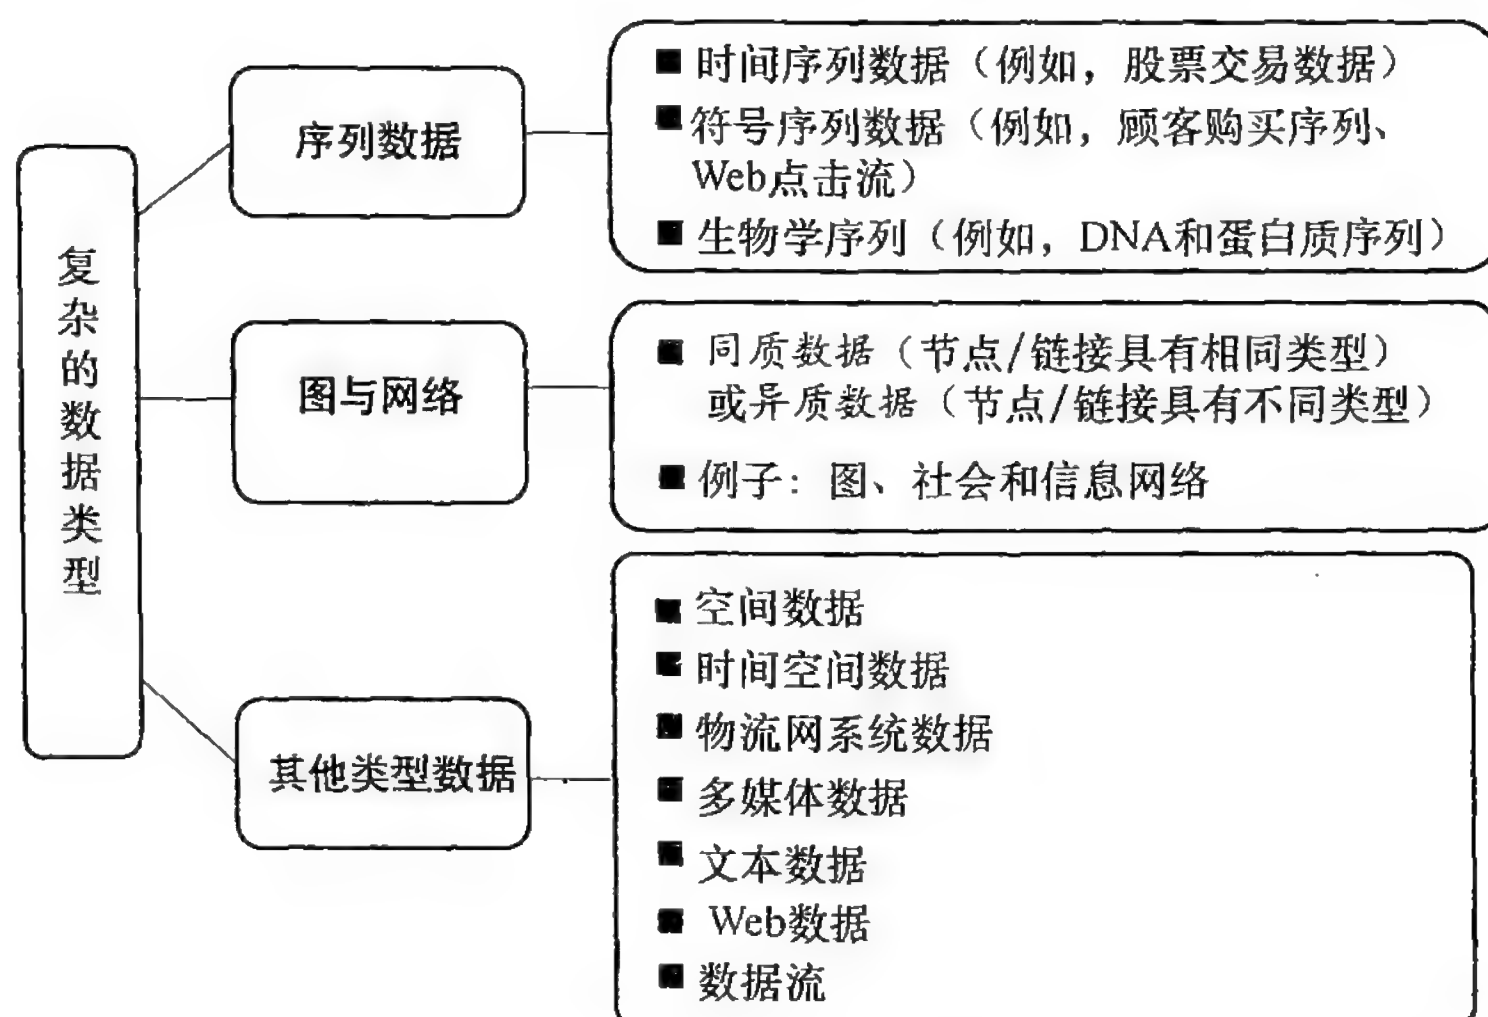 复杂的数据类型
序列数据
■ 时间序列数据（例如，股票交易数据）
■ 符号序列数据（例如，顾客购买序列、
Web点击流）
■ 生物学序列（例如，DNA和蛋白质序列）
图与网络
■ 同质数据（节点/链接具有相同类型）
或异质数据（节点/链接具有不同类型）
■ 例子：图、社会和信息网络
其他类型数据
■ 空间数据
■ 时间空间数据
■ 物流网系统数据
■ 多媒体数据
■ 文本数据
■ Web数据
■ 数据流